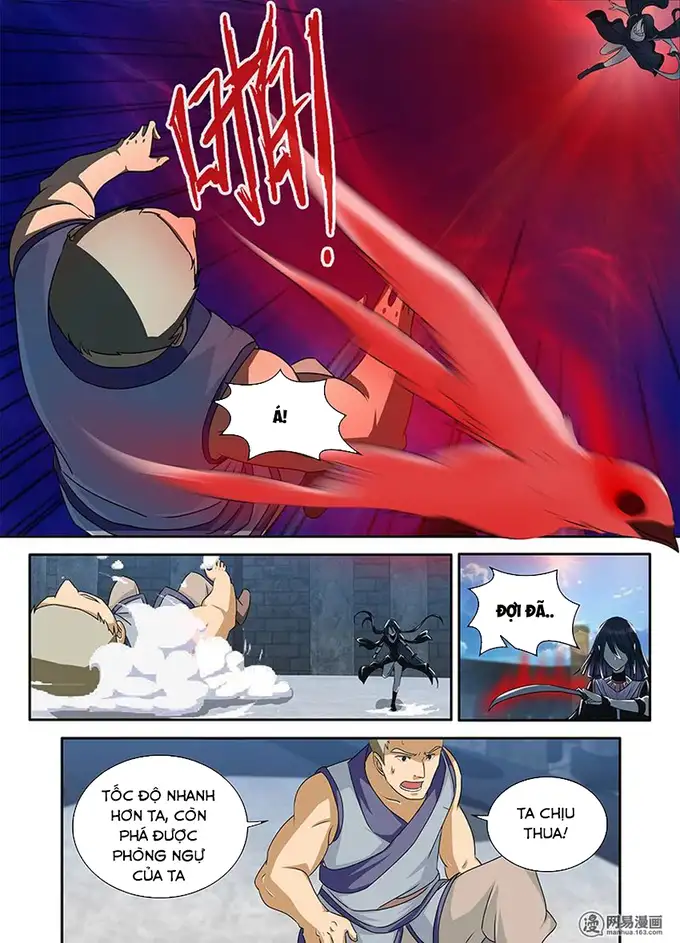 Á!
ĐỢI ĐÃ..
TỐC ĐỘ NHANH
HƠN TA, CÒN
PHÁ ĐƯỢC
PHÒNG NGỰ
CỦA TA
TA CHỊU
THUA!
网易漫画
manhua.163.com